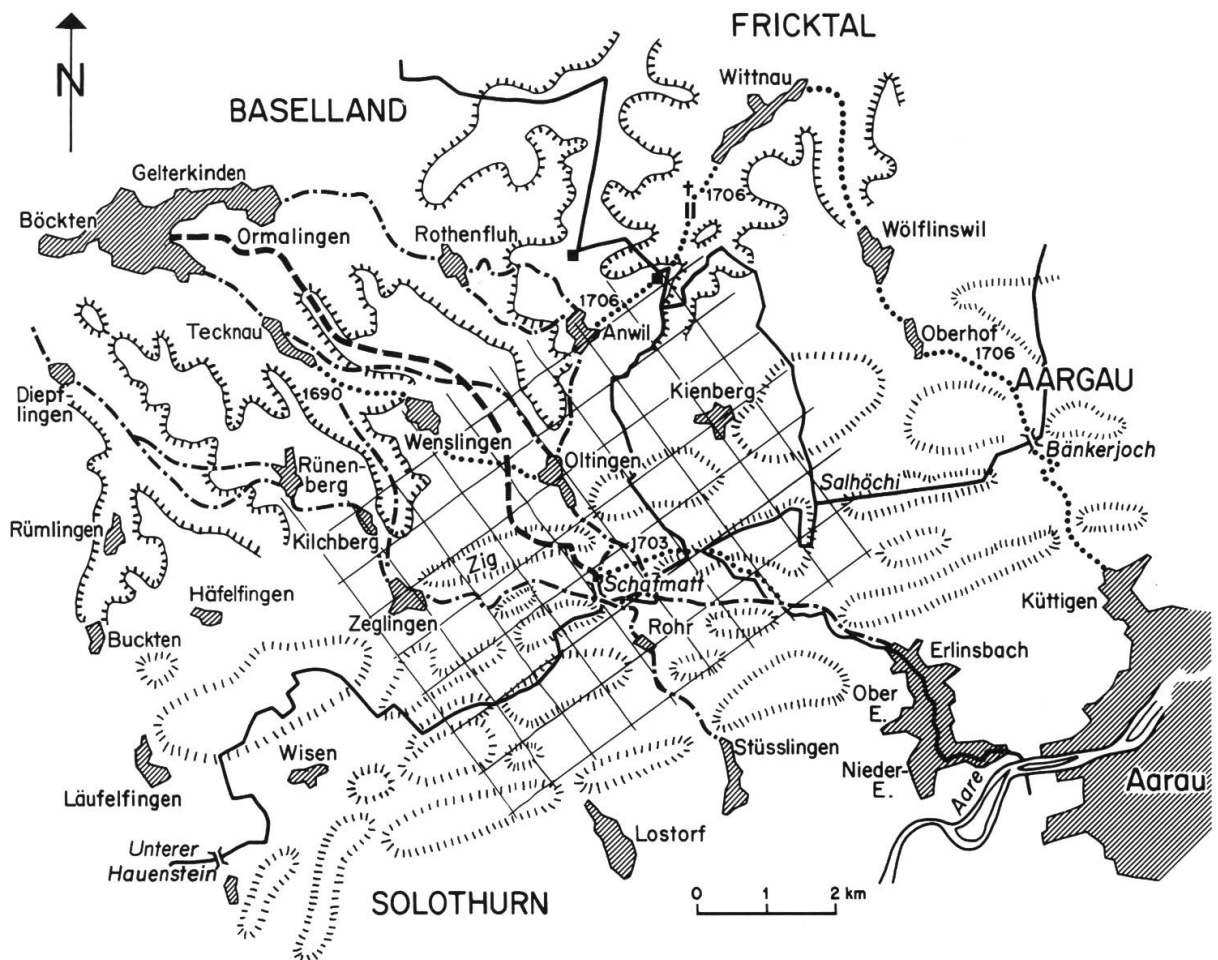 FRICKTAL
N
Wittnau
BASELLAND
Gelterkinden
1706
Böckten
Ormalingen
Rothenfluh
Wölflinswil
1706
Tecknau
Anwil
Oberhof
1706
AARGAU
Diepf-
lingen
1690
Kienberg
Wenslingen
Bänkerjoch
Rünen-
berg
Oltingen
Salhöchi
Rümlingen
Kilchberg
Zig
1703
Schafmatt
Häfelfingen
Küttigen
Zeglingen
Rohr
Buckten
Erlinsbach
Ober
E.
Wisen
Stüsslingen
Nieder-
E.
Läufelfingen
Aare
Aarau
Lostorf
Unterer
Hauenstein
SOLOTHURN
0 1 2 km